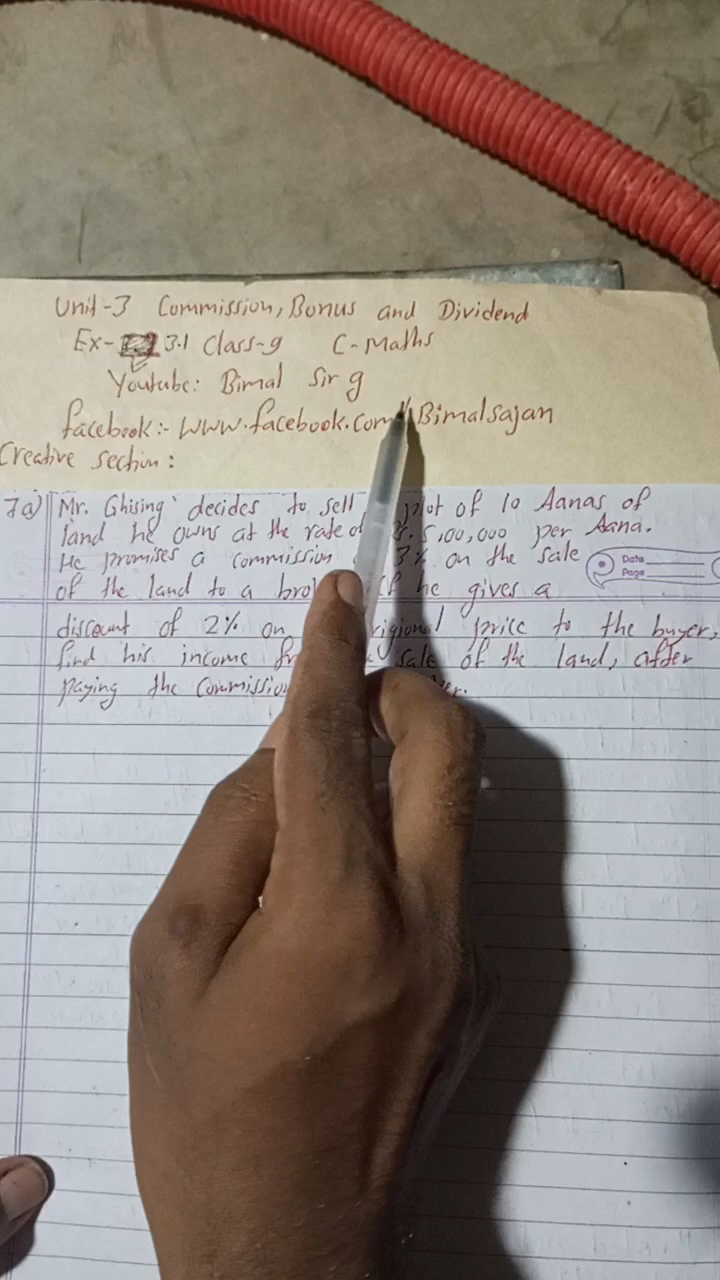 Unit-3 Commission, Bonus and Dividend
Ex- 3.1 Class-9 C-Maths
Youtube: Bimal Sir g
facebook:- www.facebook.com/Bimalsajan
Creative section:
7a) Mr. Ghising decides to sell plot of 10 Aanas of
land he owns at the rate of 5,00,000 per Aana.
He promises a commission 3% on the sale
Date
Page
of the land to a he gives a
discount of 2% on origional price to the buyer,
find his income sale of the land, after
paying the commission